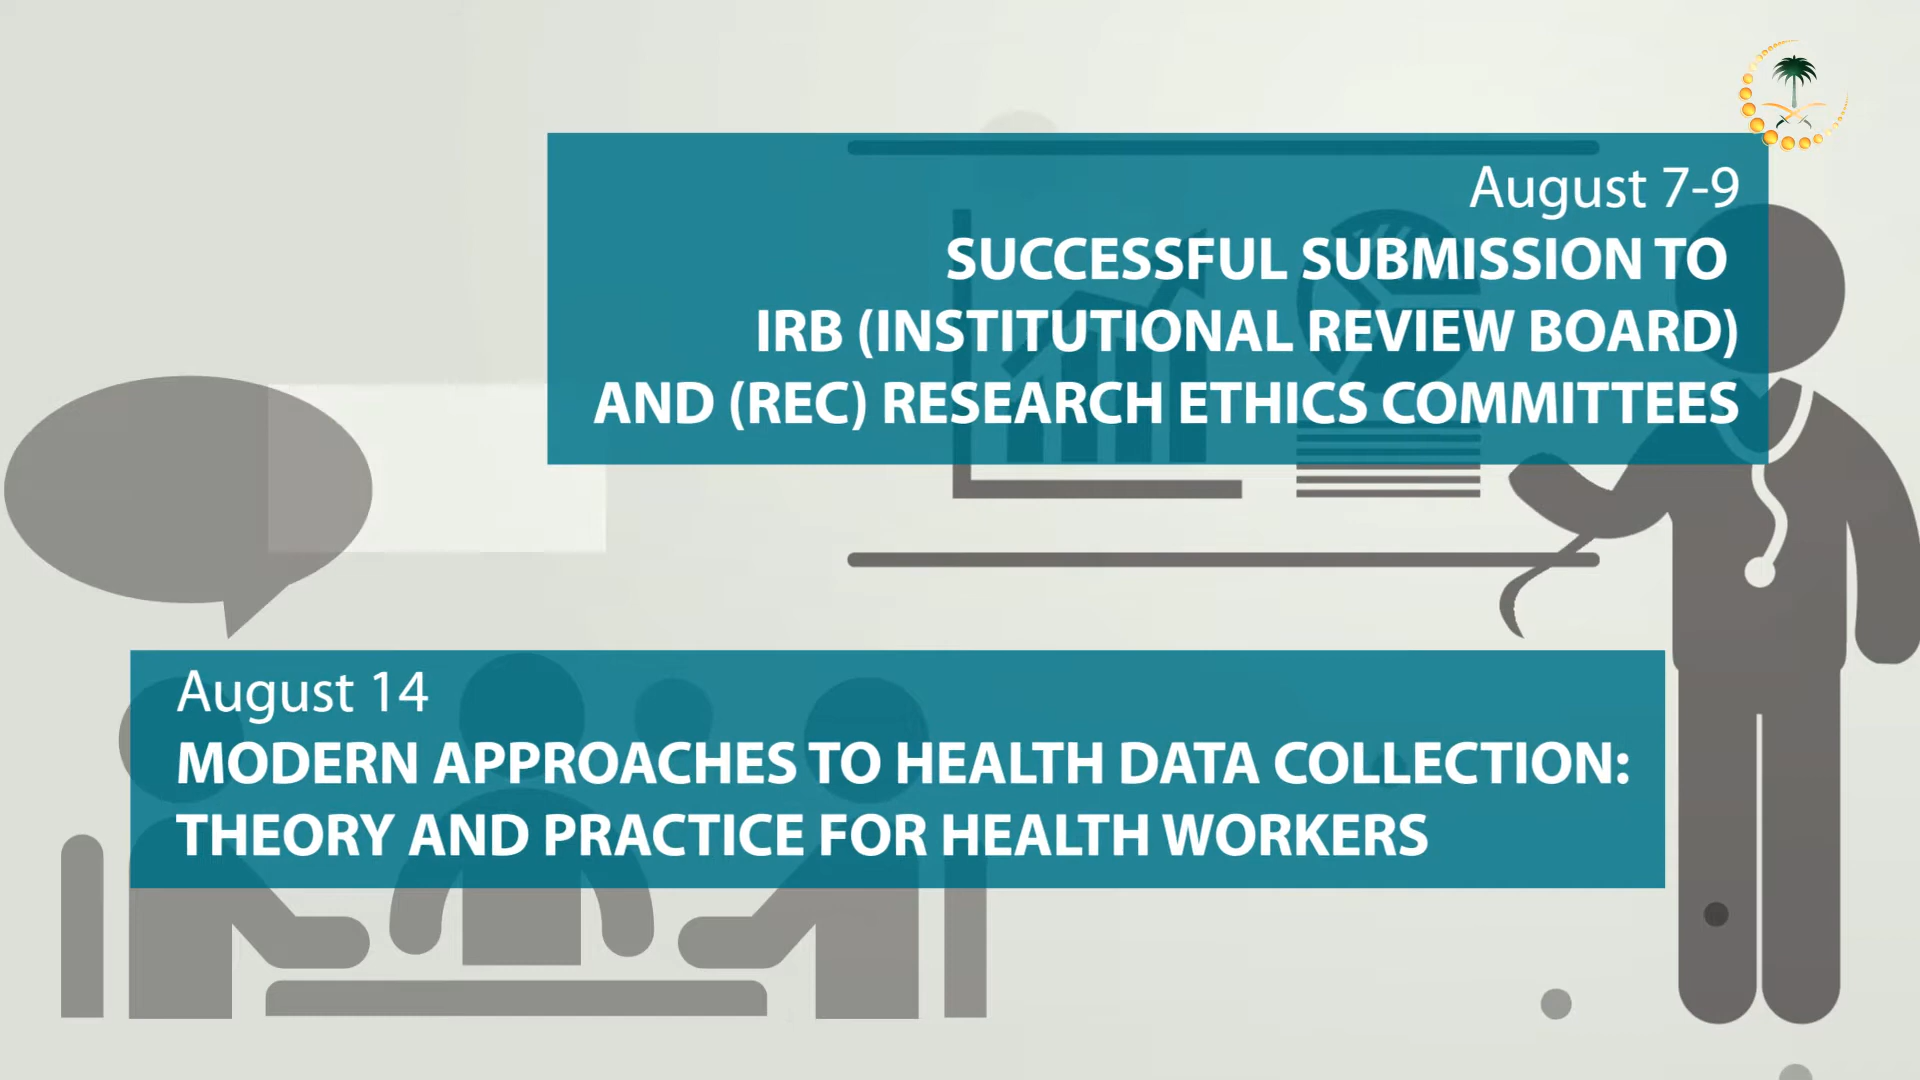 August 7-9
SUCCESSFUL SUBMISSION TO
IRB (INSTITUTIONAL REVIEW BOARD)
AND (REC) RESEARCH ETHICS COMMITTEES
August 14
MODERN APPROACHES TO HEALTH DATA COLLECTION:
THEORY AND PRACTICE FOR HEALTH WORKERS